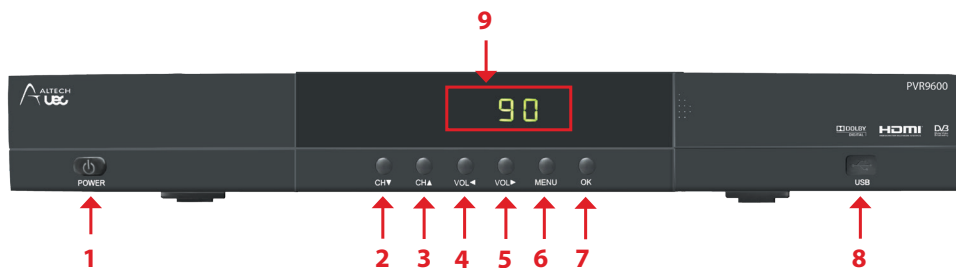 9
ALTECH
UEC
90
PVR9600
DOLBY
DIGITAL
HDMI
DVB
POWER
CH▼
CH▲
VOL◀
VOL▶
MENU
OK
USB
1
2
3
4
5
6
7
8